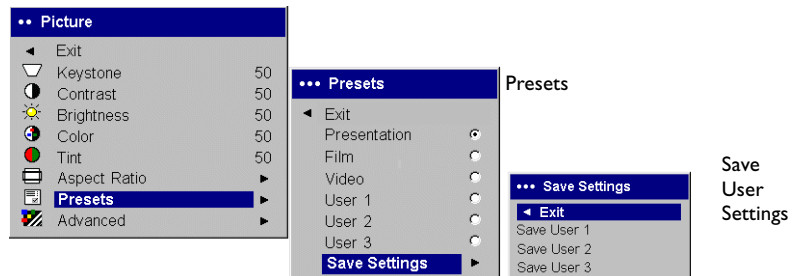 •• Picture
Exit
Keystone 50
Contrast 50
Brightness 50
Color 50
Tint 50
Aspect Ratio
Presets
Advanced
••• Presets
Exit
Presentation
Film
Video
User 1
User 2
User 3
Save Settings
Presets
••• Save Settings
Exit
Save User 1
Save User 2
Save User 3
Save
User
Settings